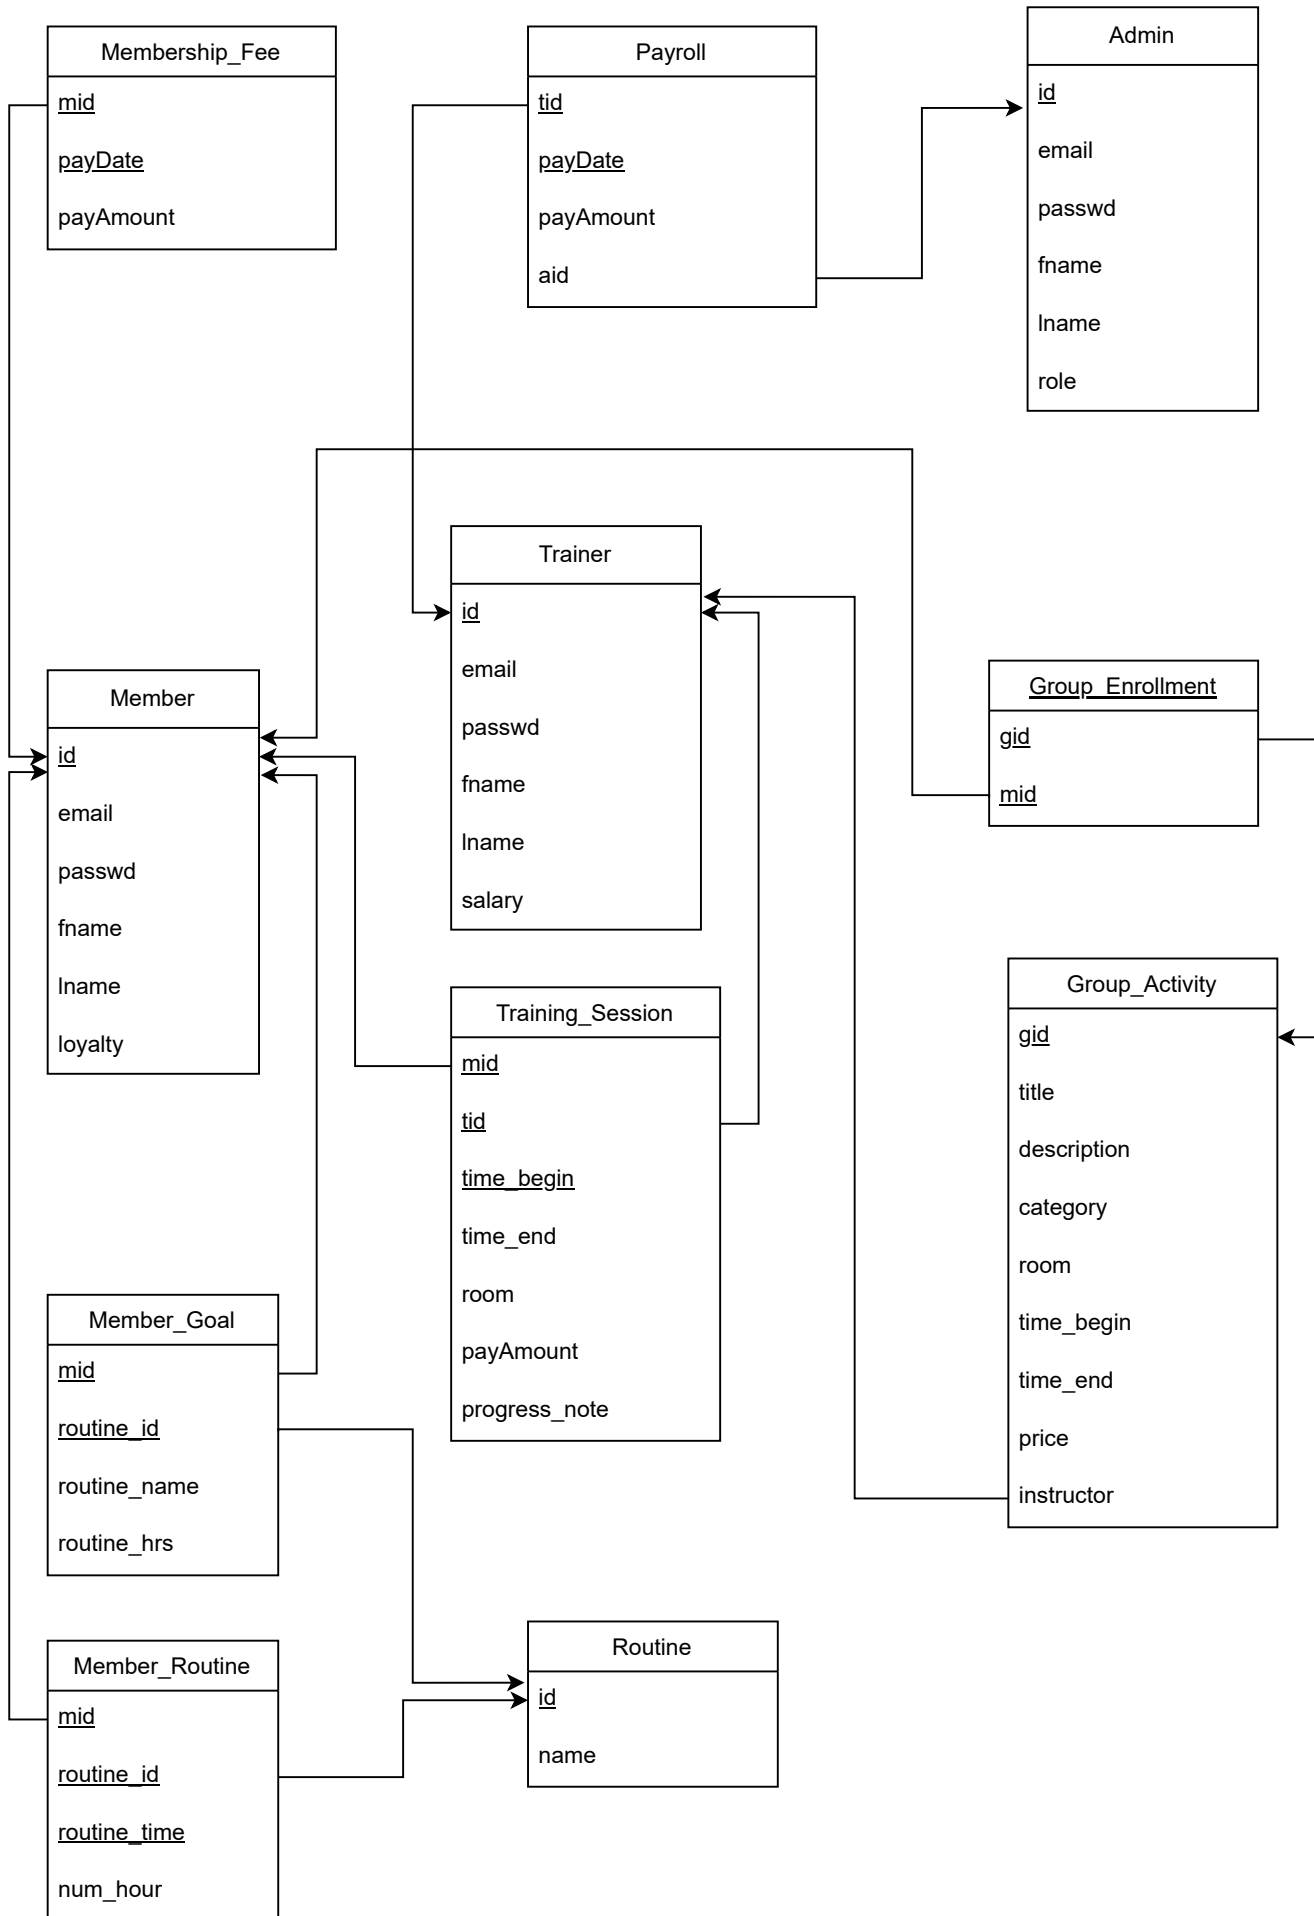 Membership_Fee
mid
payDate
payAmount
Payroll
tid
payDate
payAmount
aid
Admin
id
email
passwd
fname
lname
role
Trainer
id
email
passwd
fname
lname
salary
Member
id
email
passwd
fname
lname
loyalty
Group_Enrollment
gid
mid
Training_Session
mid
tid
time_begin
time_end
room
payAmount
progress_note
Group_Activity
gid
title
description
category
room
time_begin
time_end
price
instructor
Member_Goal
mid
routine_id
routine_name
routine_hrs
Member_Routine
mid
routine_id
routine_time
num_hour
Routine
id
name